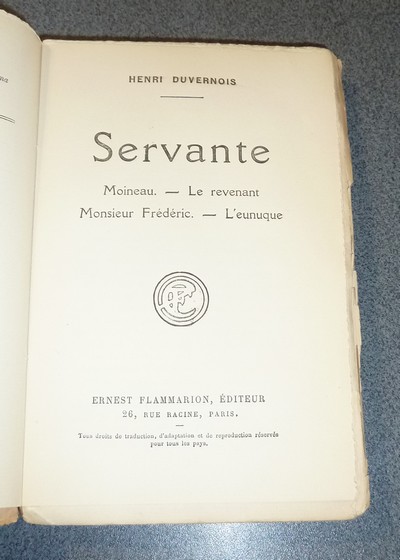 HENRI DUVERNOIS
Servante
Moineau. — Le revenant
Monsieur Frédéric. — L'eunuque
ERNEST FLAMMARION, ÉDITEUR
26, RUE RACINE, PARIS.
Tous droits de traduction, d'adaptation et de reproduction réservés
pour tous les pays.